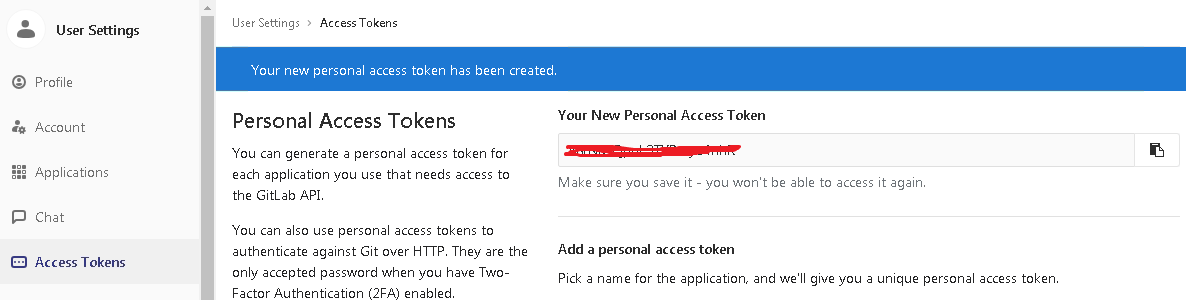 User Settings
Profile
Account
Applications
Chat
Access Tokens
User Settings › Access Tokens
Your new personal access token has been created.
Personal Access Tokens
You can generate a personal access token for
each application you use that needs access to
the GitLab API.
You can also use personal access tokens to
authenticate against Git over HTTP. They are the
only accepted password when you have Two-
Factor Authentication (2FA) enabled.
Your New Personal Access Token
Make sure you save it - you won't be able to access it again.
Add a personal access token
Pick a name for the application, and we'll give you a unique personal access token.